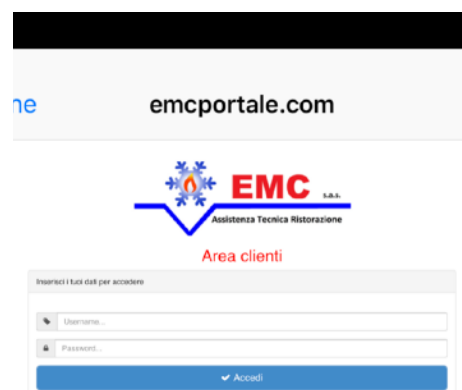 ne
emcportale.com
EMC s.a.s.
Assistenza Tecnica Ristorazione
Area clienti
Inserisci i tuoi dati per accedere
Username...
Password...
Accedi